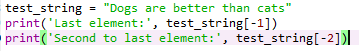 test_string = "Dogs are better than cats"
print('Last element:', test_string[-1])
print('Second to last element:', test_string[-2])